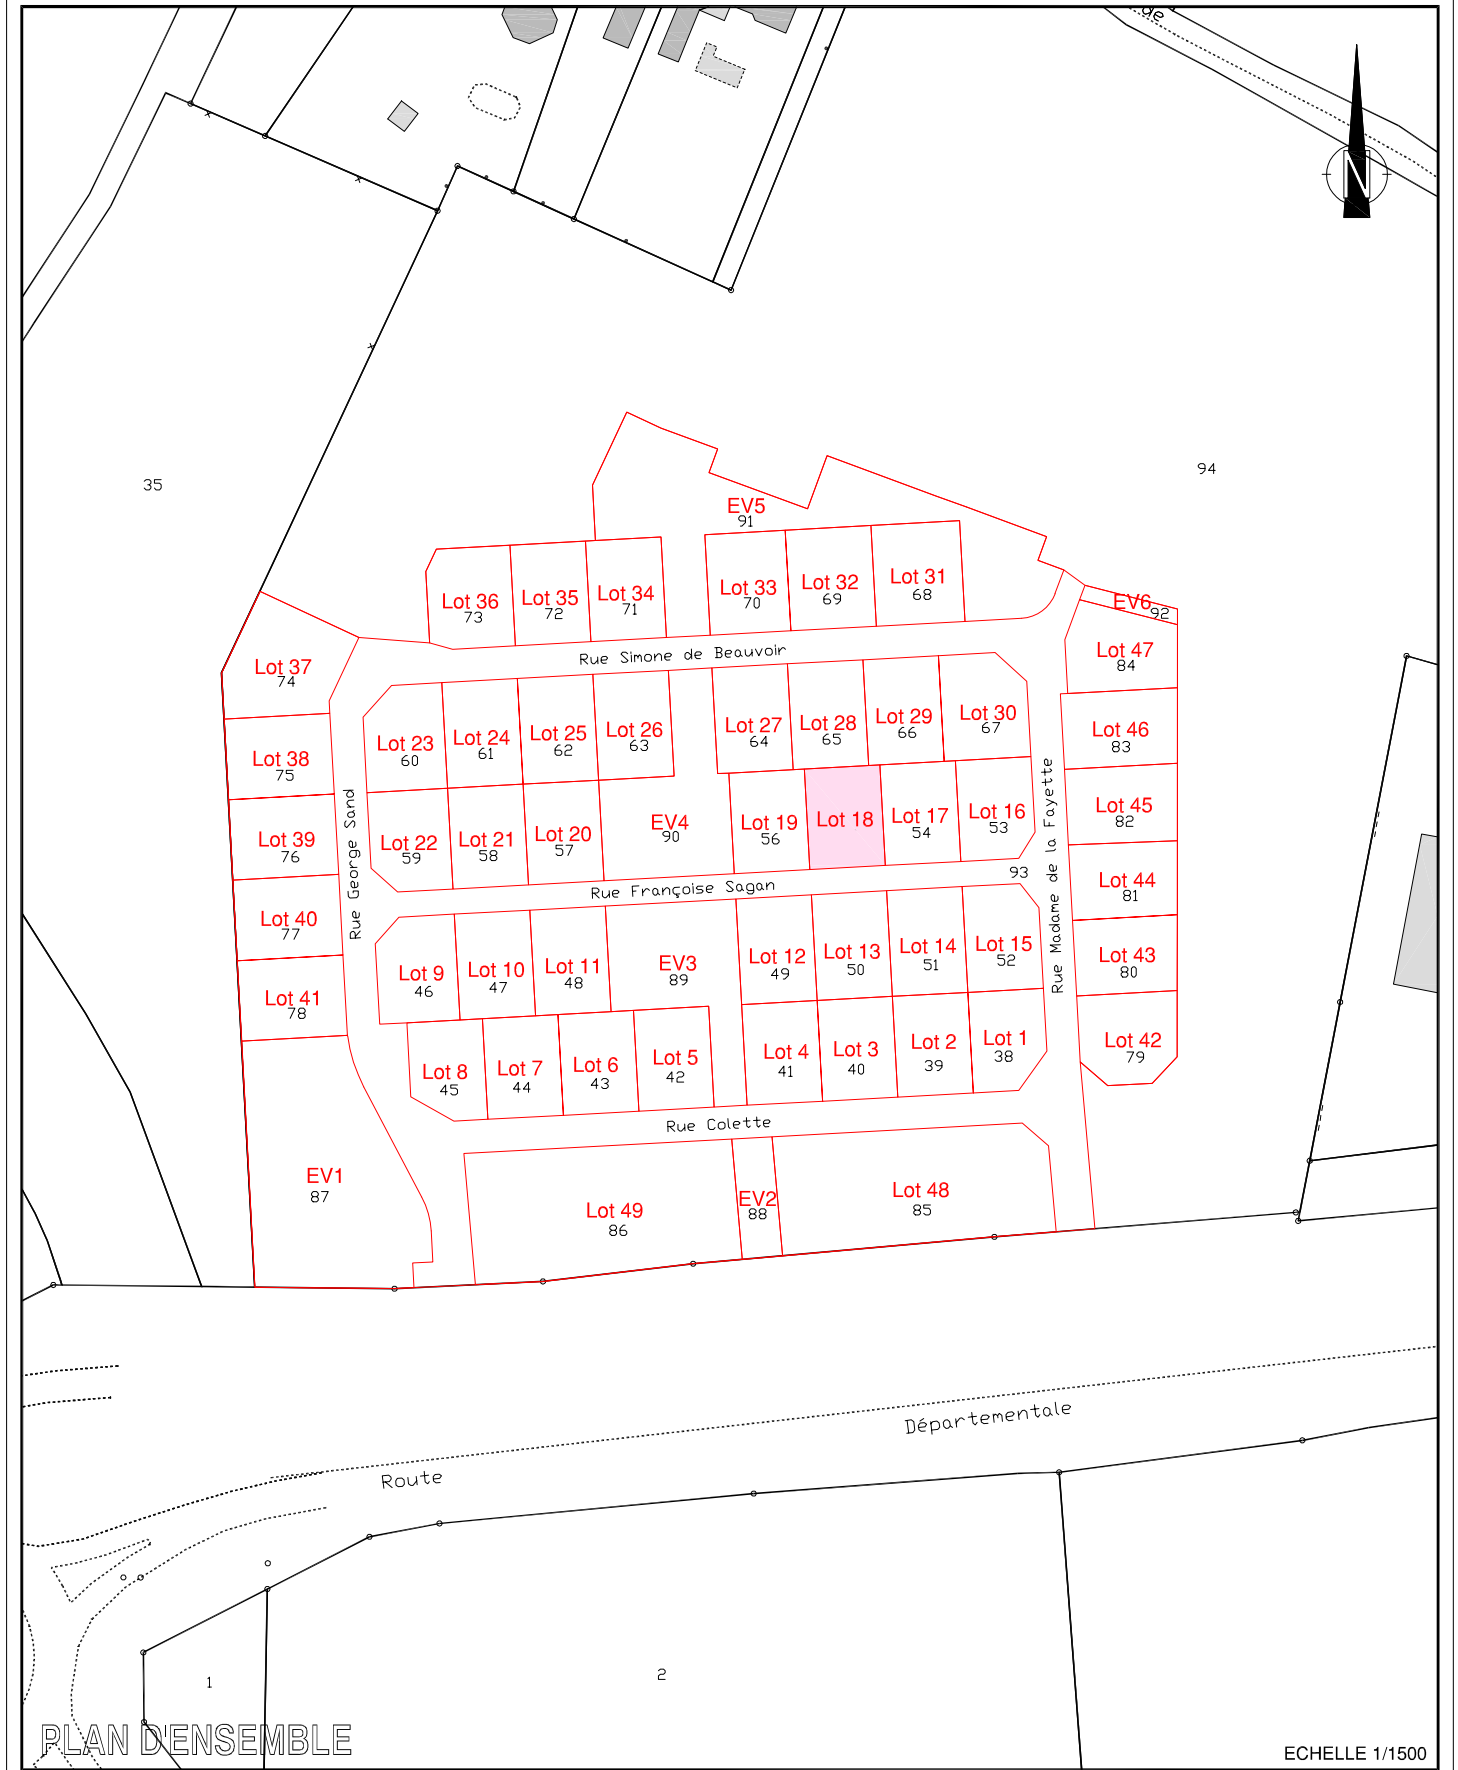 de
N
94
35
EV5
91
Lot 31
68
Lot 32
69
Lot 33
70
Lot 34
71
Lot 35
72
Lot 36
73
EV6
92
Lot 47
84
Rue Simone de Beauvoir
Lot 37
74
Lot 23
60
Lot 24
61
Lot 25
62
Lot 26
63
Lot 27
64
Lot 28
65
Lot 29
66
Lot 30
67
Lot 46
83
Lot 38
75
Rue George Sand
Rue Madame de la Fayette
Lot 22
59
Lot 21
58
Lot 20
57
EV4
90
Lot 19
56
Lot 18
Lot 17
54
Lot 16
53
Lot 45
82
Lot 39
76
Rue Françoise Sagan
93
Lot 44
81
Lot 40
77
Lot 9
46
Lot 10
47
Lot 11
48
EV3
89
Lot 12
49
Lot 13
50
Lot 14
51
Lot 15
52
Lot 43
80
Lot 41
78
Lot 8
45
Lot 7
44
Lot 6
43
Lot 5
42
Lot 4
41
Lot 3
40
Lot 2
39
Lot 1
38
Lot 42
79
Rue Colette
EV1
87
Lot 49
86
EV2
88
Lot 48
85
Route Départementale
1
2
PLAN D'ENSEMBLE
ECHELLE 1/1500